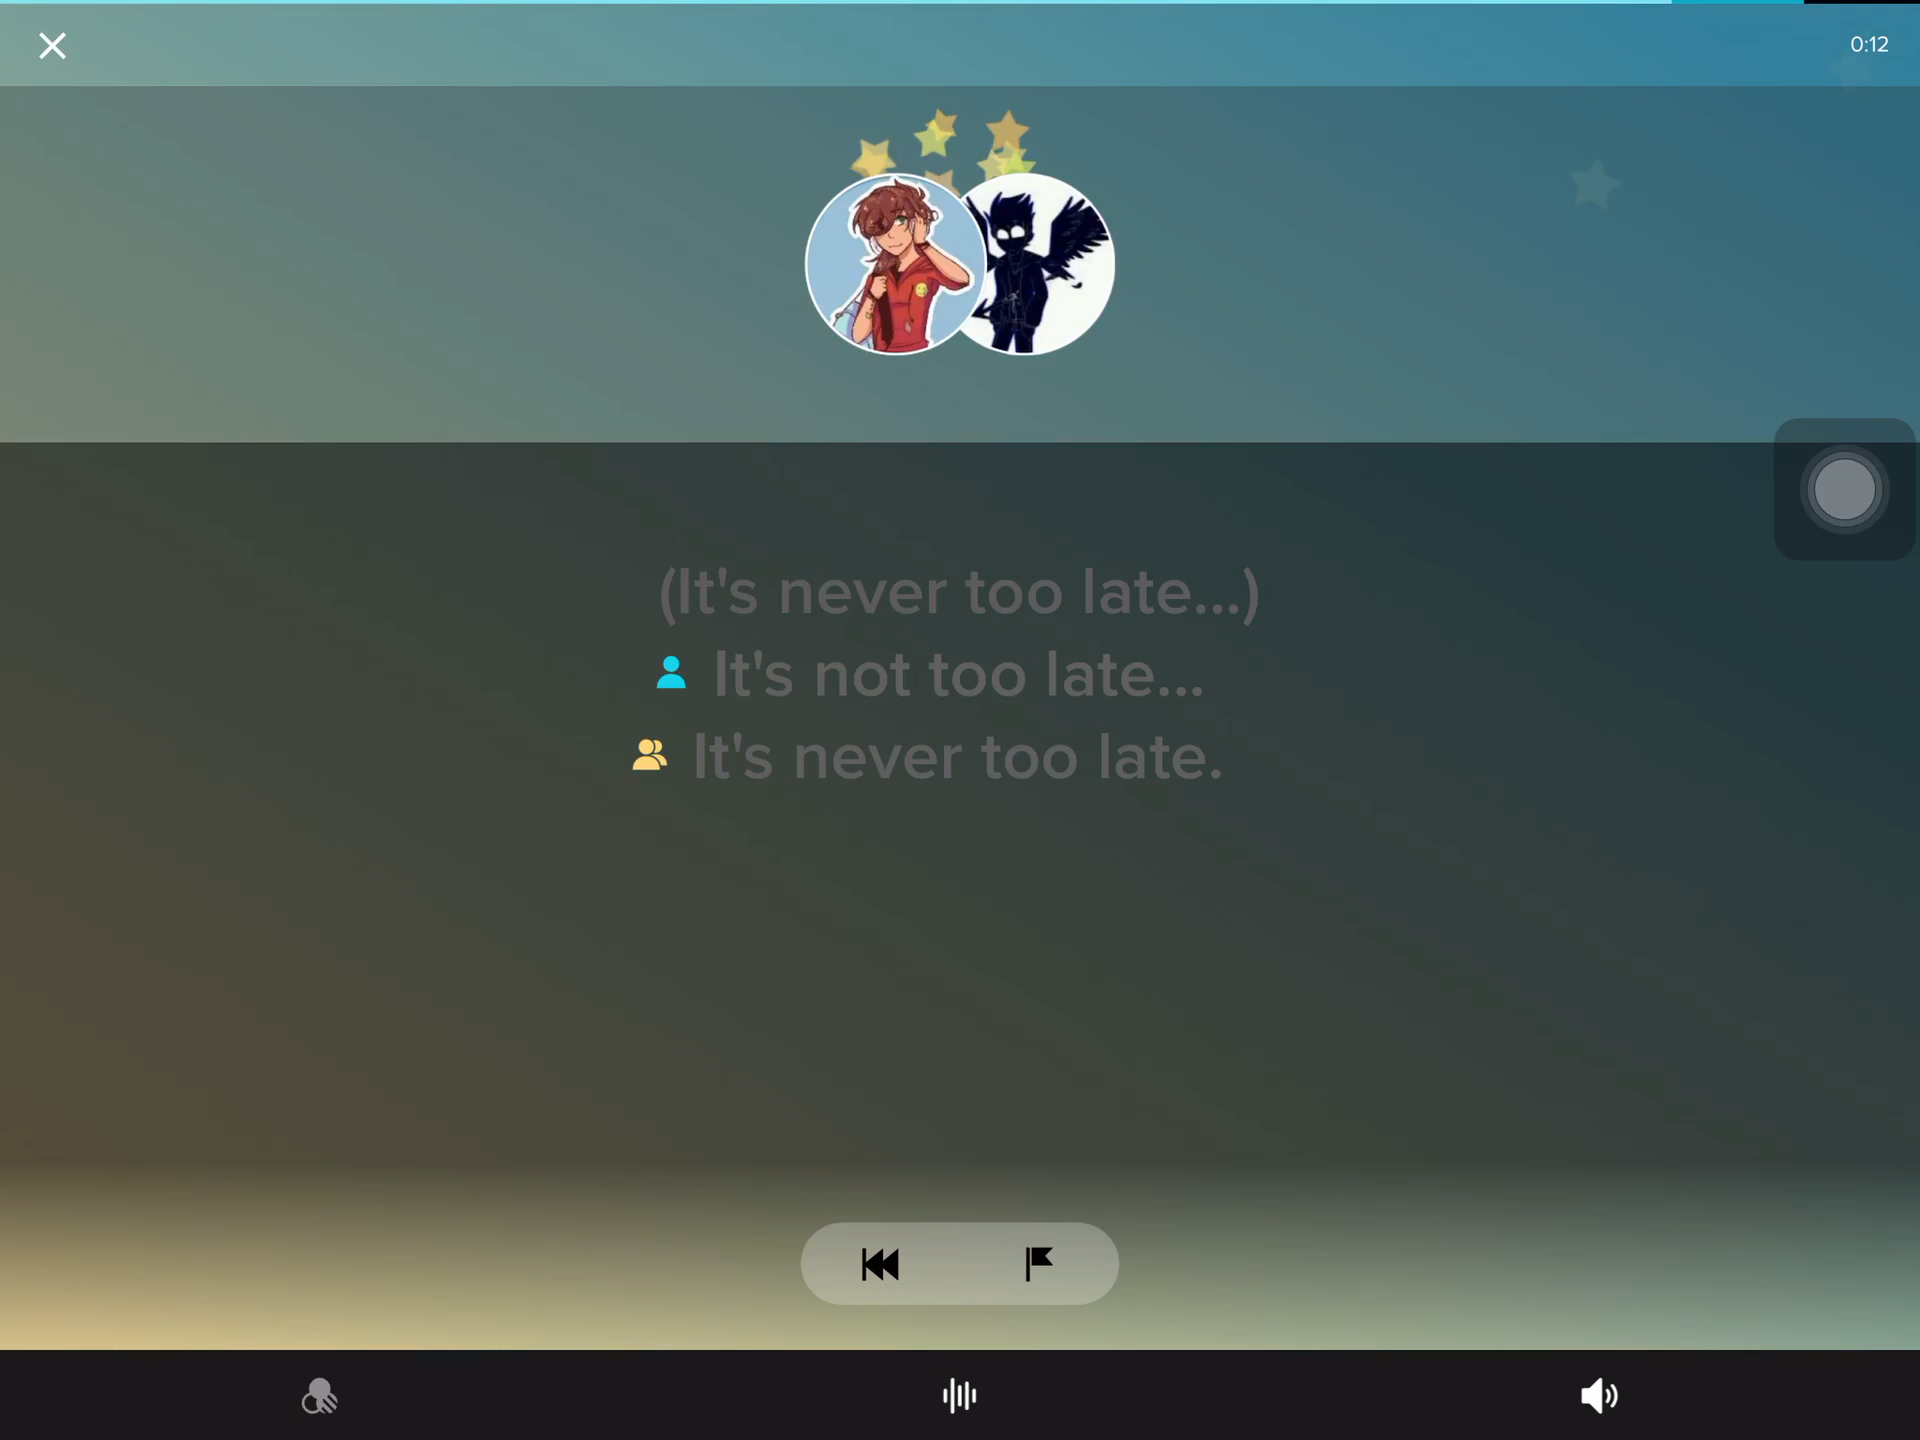 0:12
(It's never too late...)
It's not too late...
It's never too late.